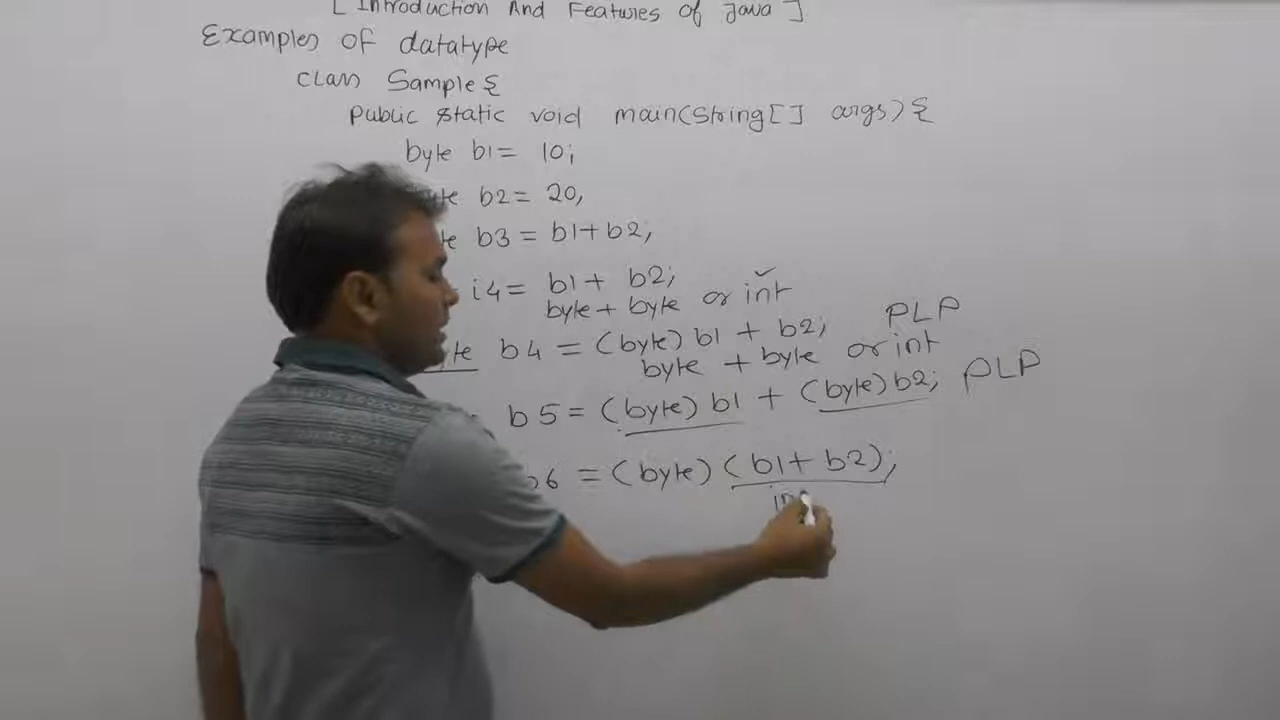 [ Introduction And Features of Java ]
Examples of datatype
Class Sample {
Public static void main(String[] args) {
byte b1 = 10;
b2 = 20,
b3 = b1+b2,
i4 = b1 + b2;
byte + byte or int
b4 = (byte) b1 + b2; PLP
byte + byte or int
b5 = (byte) b1 + (byte) b2; PLP
b6 = (byte) (b1+ b2);